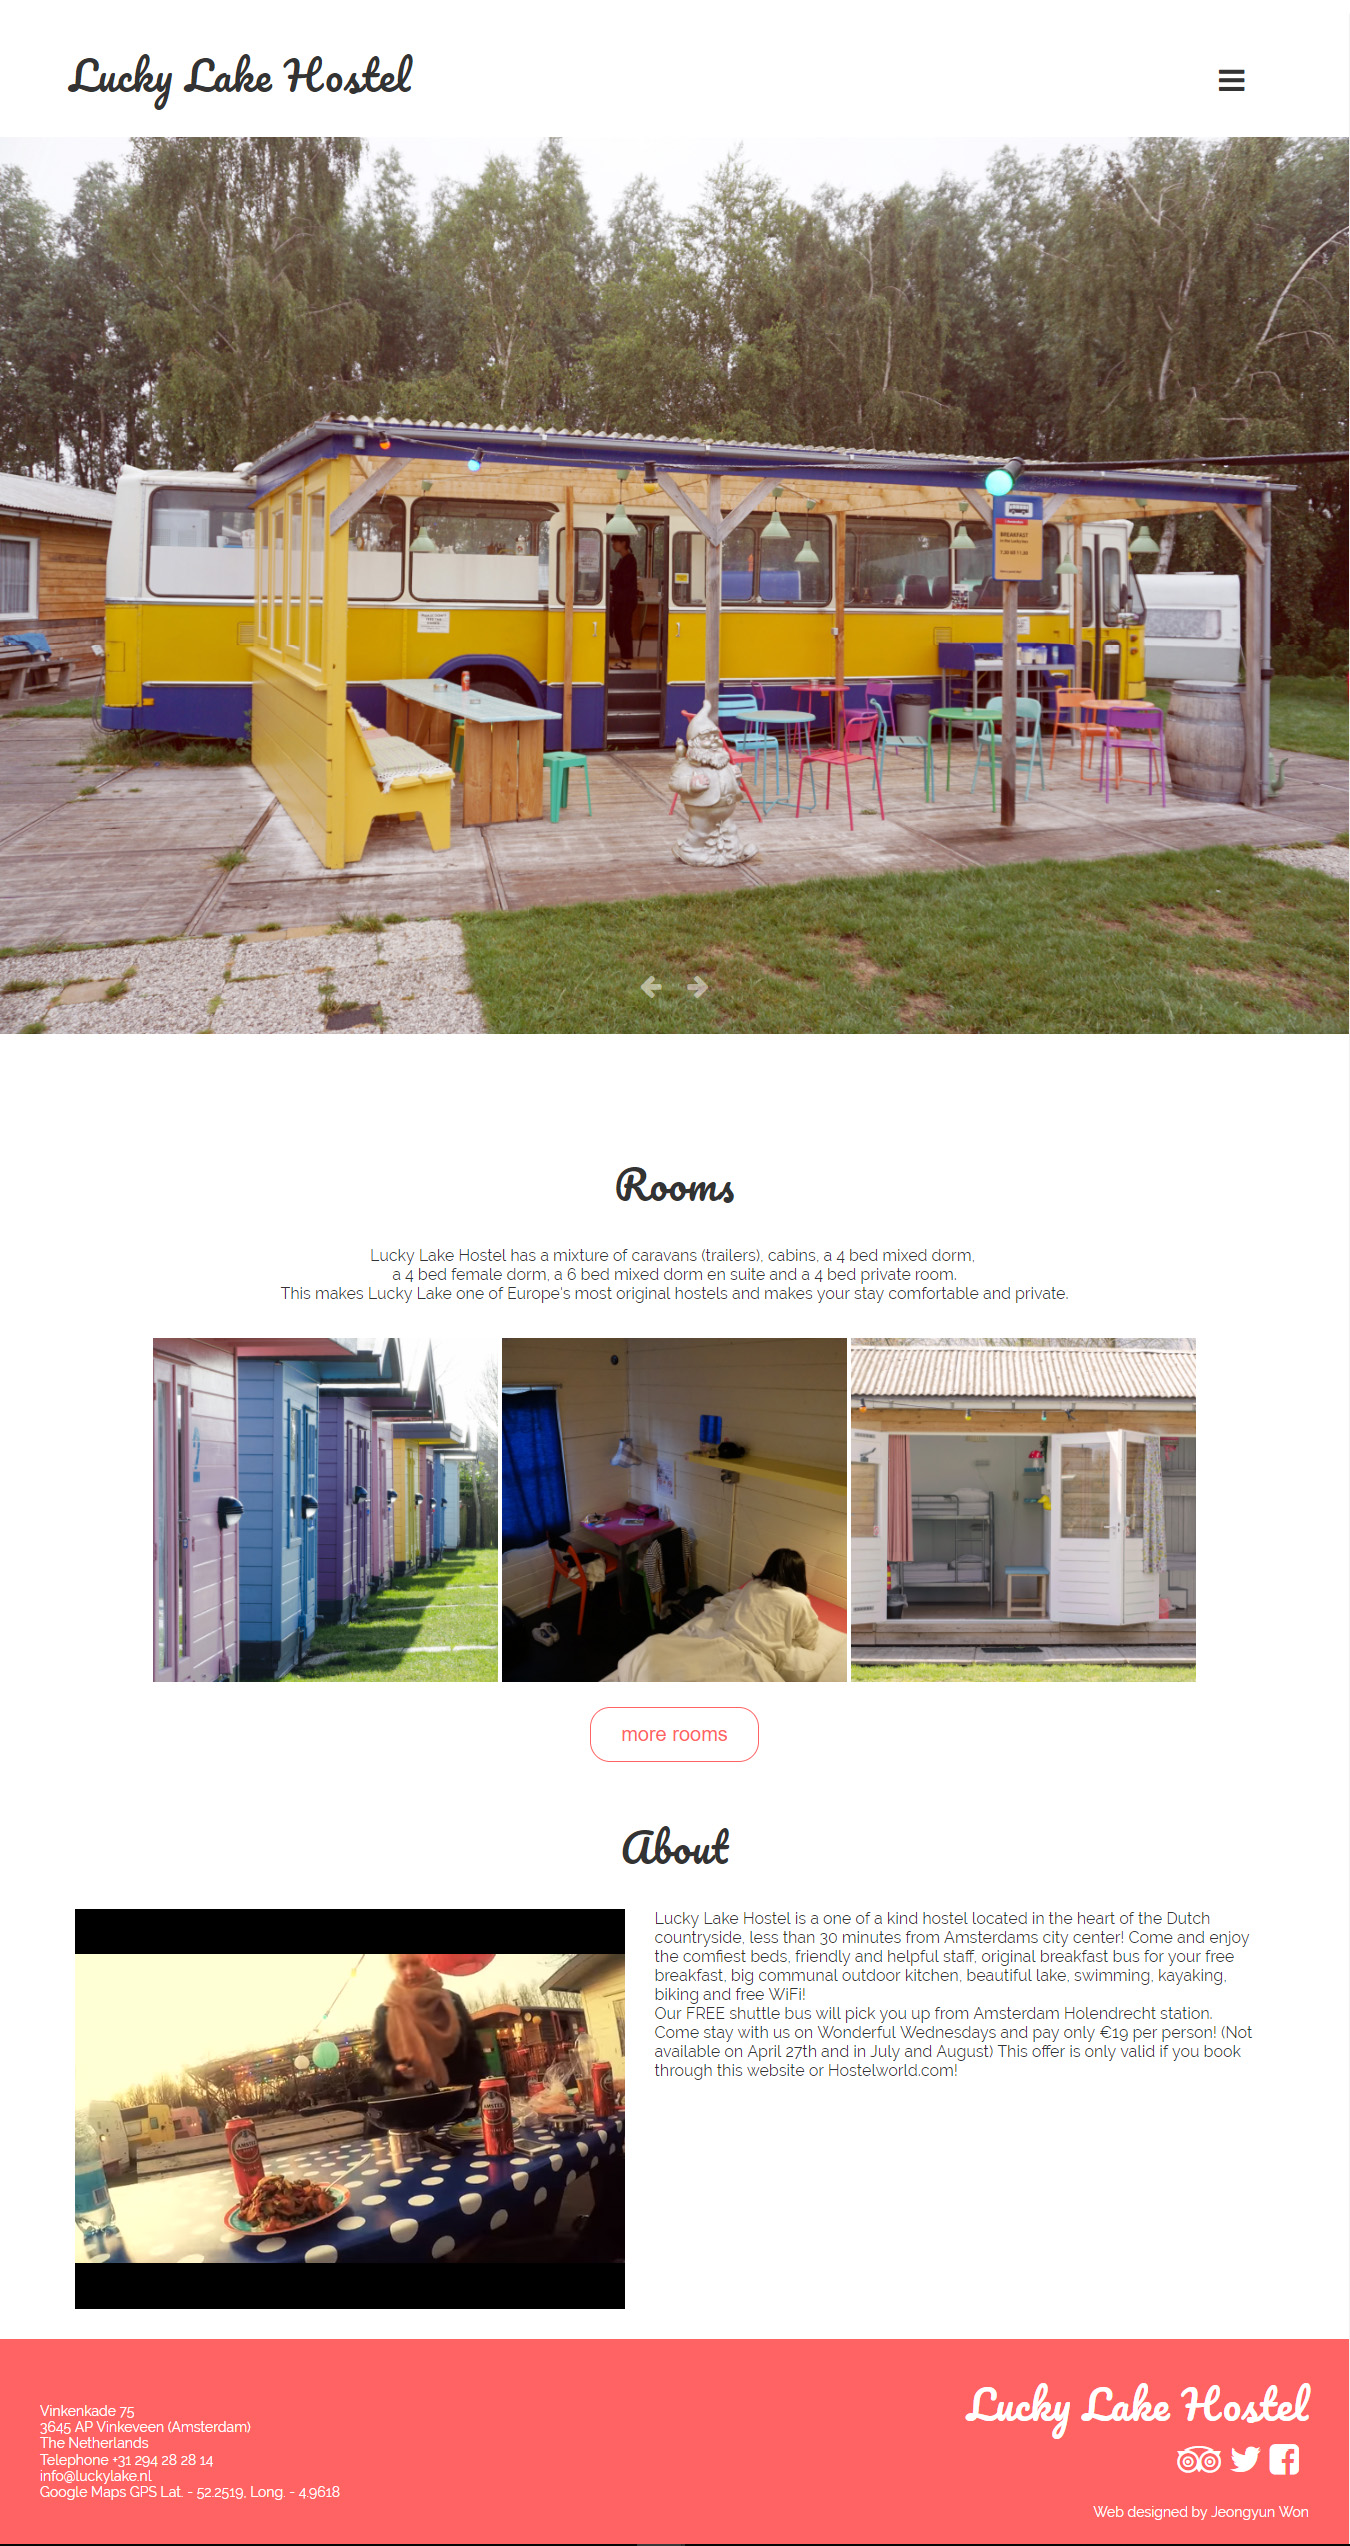 Lucky Lake Hostel
BREAKFAST
Rooms
Lucky Lake Hostel has a mixture of caravans (trailers), cabins, a 4 bed mixed dorm,
a 4 bed female dorm, a 6 bed mixed dorm en suite and a 4 bed private room.
This makes Lucky Lake one of Europe's most original hostels and makes your stay comfortable and private.
more rooms
About
Lucky Lake Hostel is a one of a kind hostel located in the heart of the Dutch
countryside, less than 30 minutes from Amsterdams city center! Come and enjoy
the comfiest beds, friendly and helpful staff, original breakfast bus for your free
breakfast, big communal outdoor kitchen, beautiful lake, swimming, kayaking,
biking and free WiFi!
Our FREE shuttle bus will pick you up from Amsterdam Holendrecht station.
Come stay with us on Wonderful Wednesdays and pay only €19 per person! (Not
available on April 27th and in July and August) This offer is only valid if you book
through this website or Hostelworld.com!
AMSTEL
AMSTEL
Vinkenkade 75
3645 AP Vinkeveen (Amsterdam)
The Netherlands
Telephone +31 294 28 28 14
info@luckylake.nl
Google Maps GPS Lat. - 52.2519, Long. - 4.9618
Lucky Lake Hostel
Web designed by Jeongyun Won